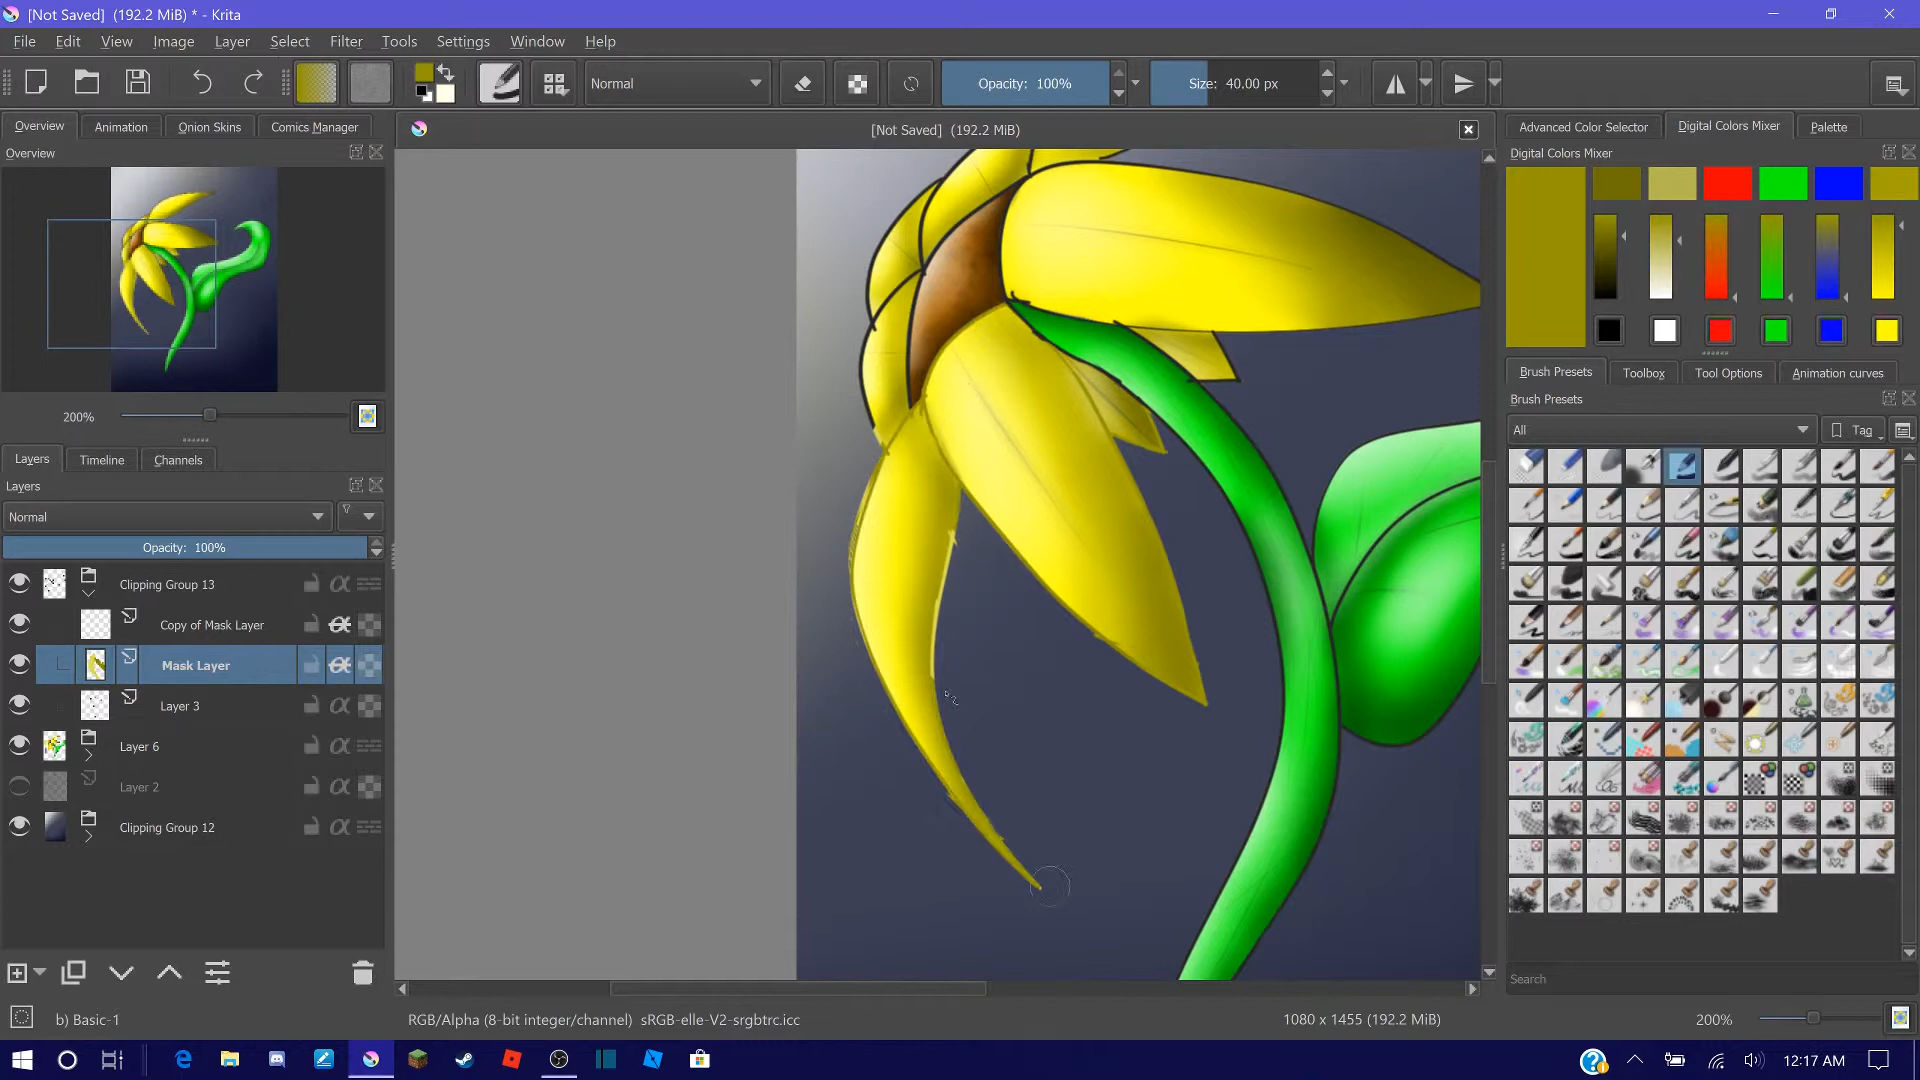 [Not Saved]  (192.2 MiB) * - Krita
File Edit View Image Layer Select Filter Tools Settings Window Help
Normal Opacity: 100% Size: 40.00 px
Overview Animation Onion Skins Comics Manager
[Not Saved]  (192.2 MiB)
Advanced Color Selector Digital Colors Mixer Palette
Overview
Digital Colors Mixer
200%
Brush Presets Toolbox Tool Options Animation curves
Brush Presets
All Tag
Layers Timeline Channels
Layers
Normal
Opacity: 100%
Clipping Group 13
Copy of Mask Layer
Mask Layer
Layer 3
Layer 6
Layer 2
Clipping Group 12
Search
b) Basic-1
RGB/Alpha (8-bit integer/channel)  sRGB-elle-V2-srgbtrc.icc
1080 x 1455 (192.2 MiB)
200%
12:17 AM